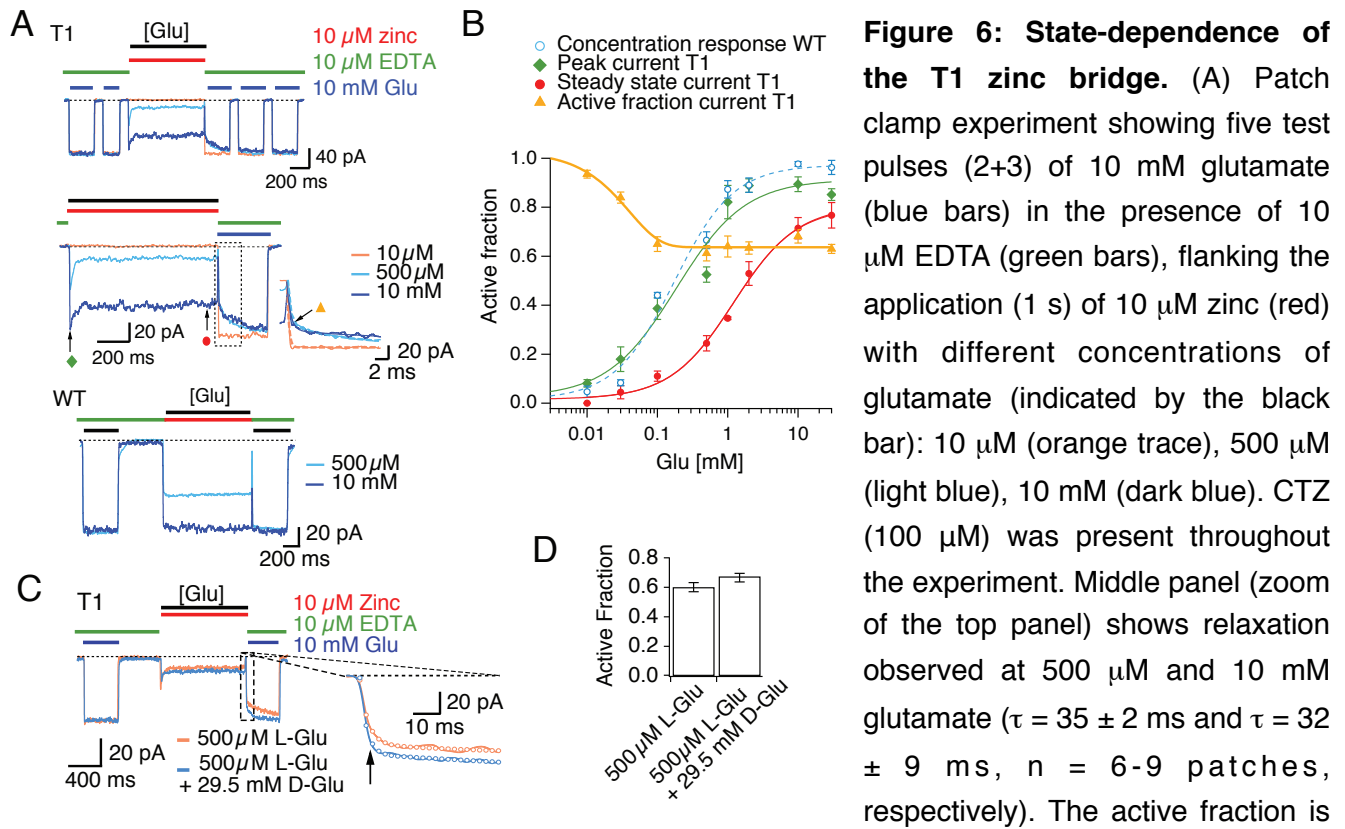 A
T1
[Glu]
10 µM zinc
10 µM EDTA
10 mM Glu
40 pA
200 ms
10 µM
500 µM
10 mM
20 pA
200 ms
20 pA
2 ms
WT
[Glu]
500 µM
10 mM
20 pA
200 ms
B
Concentration response WT
Peak current T1
Steady state current T1
Active fraction current T1
Active fraction
1.0
0.8
0.6
0.4
0.2
0.0
0.01
0.1
1
10
Glu [mM]
C
T1
[Glu]
10 µM Zinc
10 µM EDTA
10 mM Glu
20 pA
400 ms
500 µM L-Glu
500 µM L-Glu
+ 29.5 mM D-Glu
20 pA
10 ms
D
Active Fraction
0.8
0.6
0.4
0.2
0.0
500 µM L-Glu
500 µM L-Glu
+ 29.5 mM D-Glu
Figure 6: State-dependence of
the T1 zinc bridge. (A) Patch
clamp experiment showing five test
pulses (2+3) of 10 mM glutamate
(blue bars) in the presence of 10
µM EDTA (green bars), flanking the
application (1 s) of 10 µM zinc (red)
with different concentrations of
glutamate (indicated by the black
bar): 10 µM (orange trace), 500 µM
(light blue), 10 mM (dark blue). CTZ
(100 µM) was present throughout
the experiment. Middle panel (zoom
of the top panel) shows relaxation
observed at 500 µM and 10 mM
glutamate (τ = 35 ± 2 ms and τ = 32
± 9 ms, n = 6-9 patches,
respectively). The active fraction is